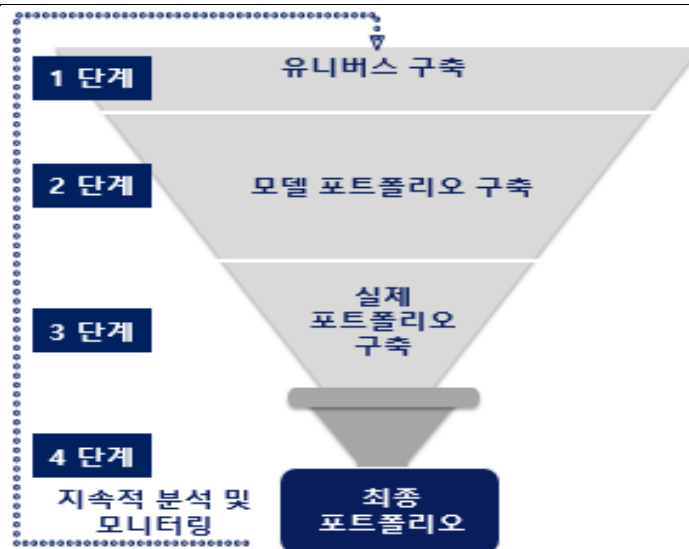 1 단계
유니버스 구축
2 단계
모델 포트폴리오 구축
3 단계
실제
포트폴리오
구축
4 단계
지속적 분석 및
모니터링
최종
포트폴리오